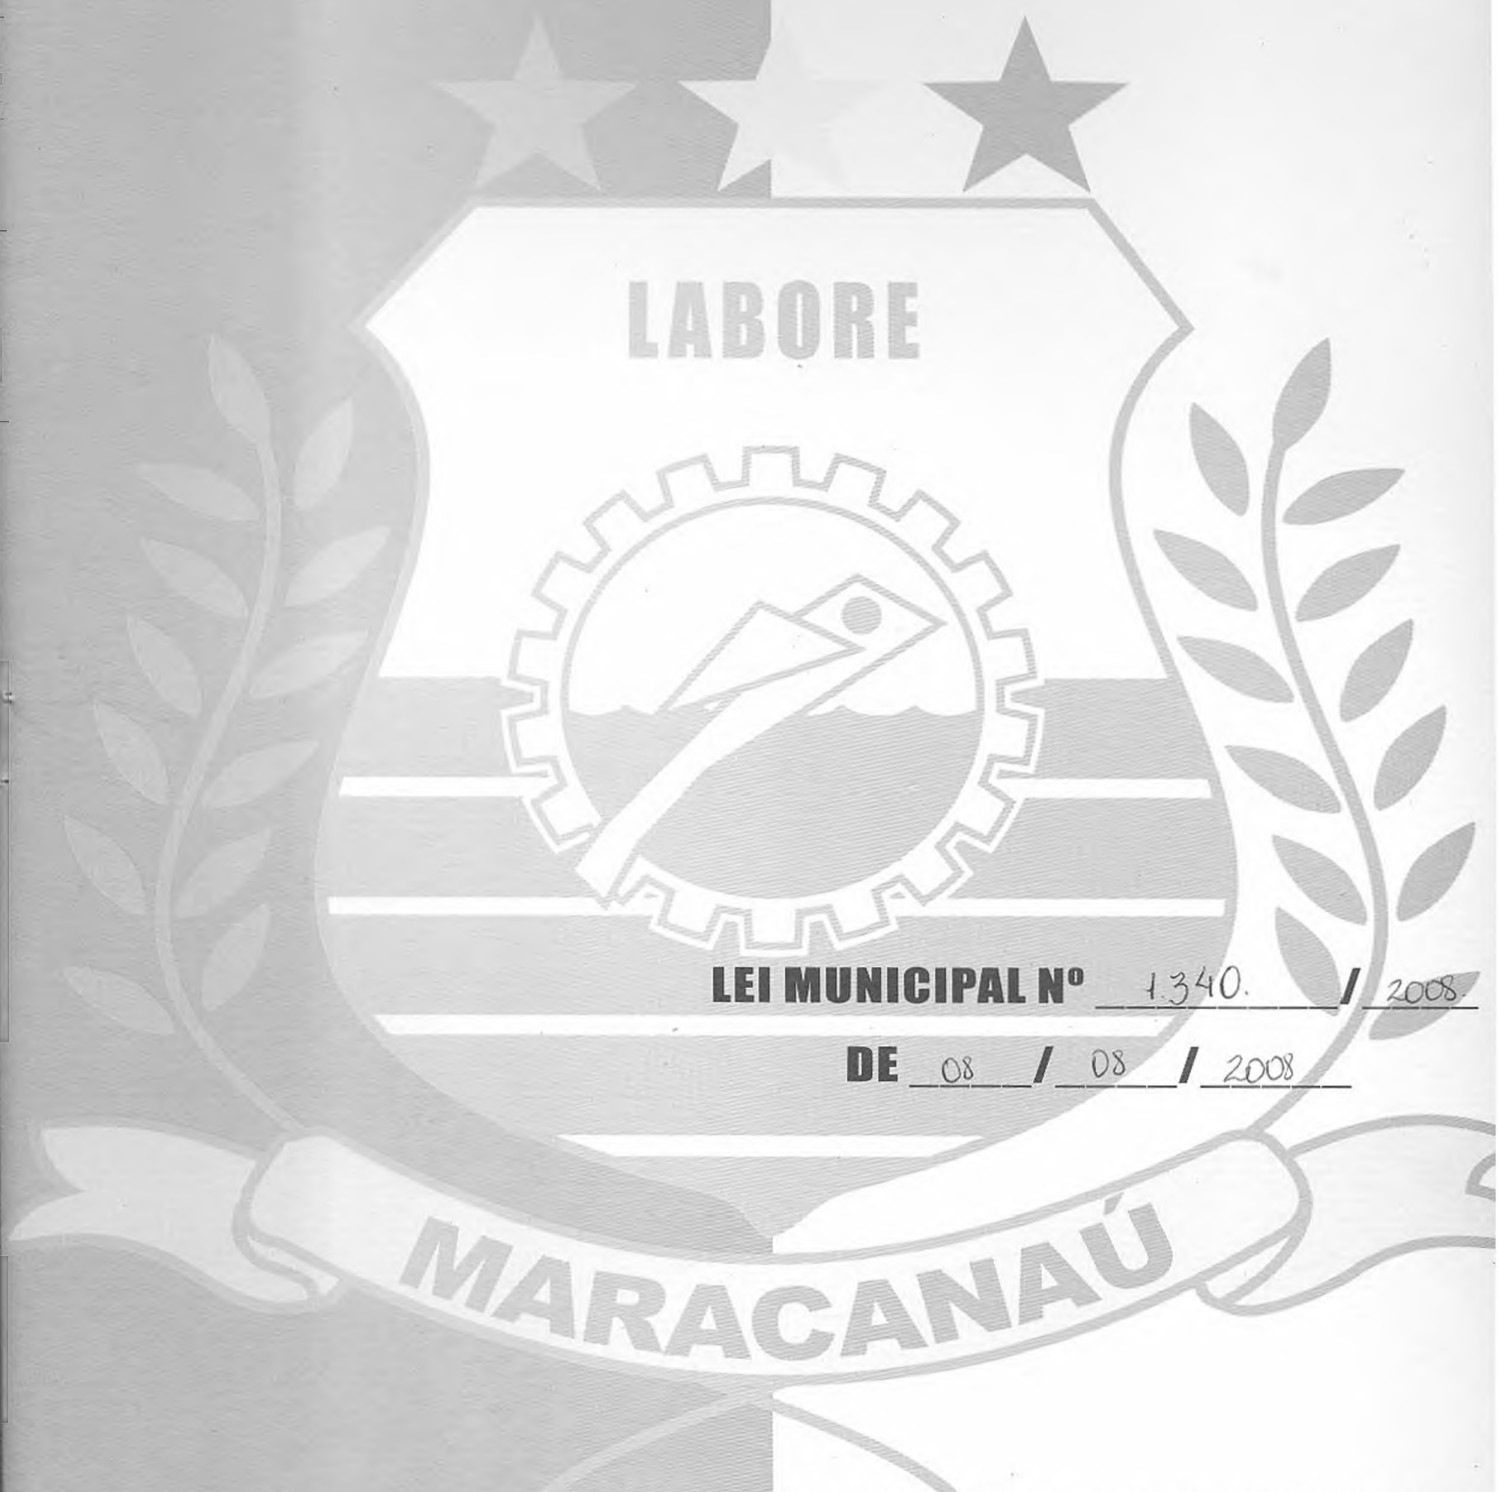 LABORE
LEI MUNICIPAL Nº 1.340. / 2008.
DE 08 / 08 / 2008
MARACANAÚ